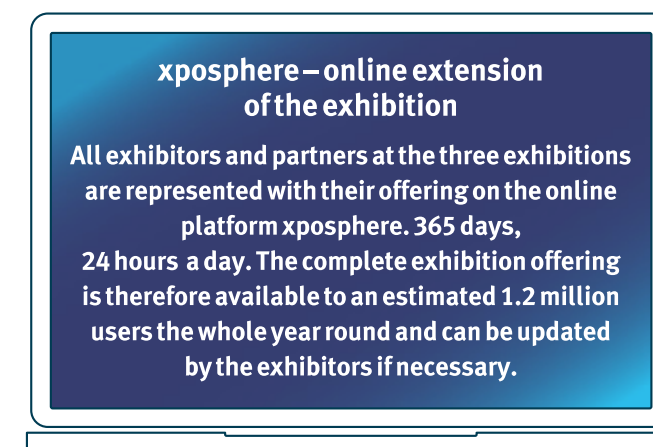 xposphere – online extension
of the exhibition
All exhibitors and partners at the three exhibitions
are represented with their offering on the online
platform xposphere. 365 days,
24 hours a day. The complete exhibition offering
is therefore available to an estimated 1.2 million
users the whole year round and can be updated
by the exhibitors if necessary.